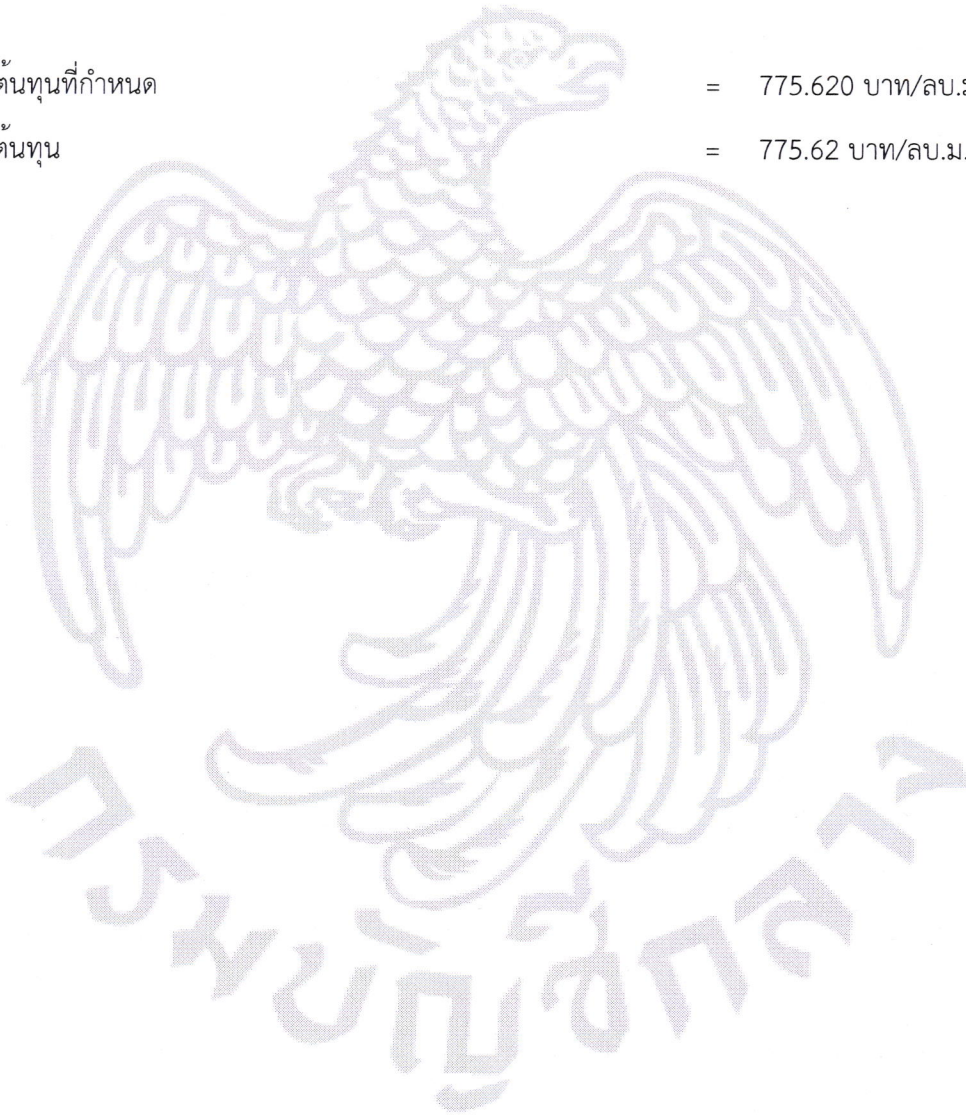 ต้นทุนที่กำหนด = 775.620 บาท/ลบ.ม
ต้นทุน = 775.62 บาท/ลบ.ม.
กรมบัญชีกลาง